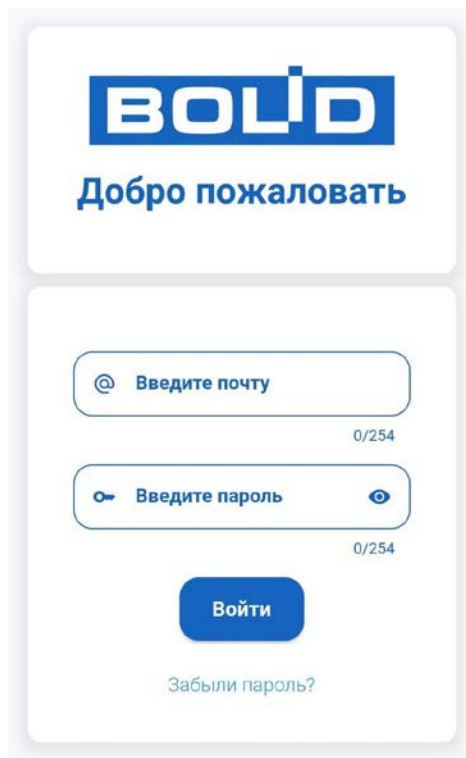 BOLID
Добро пожаловать
Введите почту
0/254
Введите пароль
0/254
Войти
Забыли пароль?